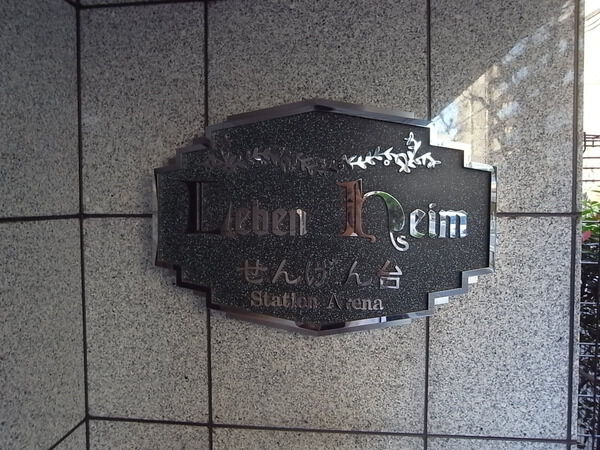 Lieben Heim
せんげん台
Station Arena